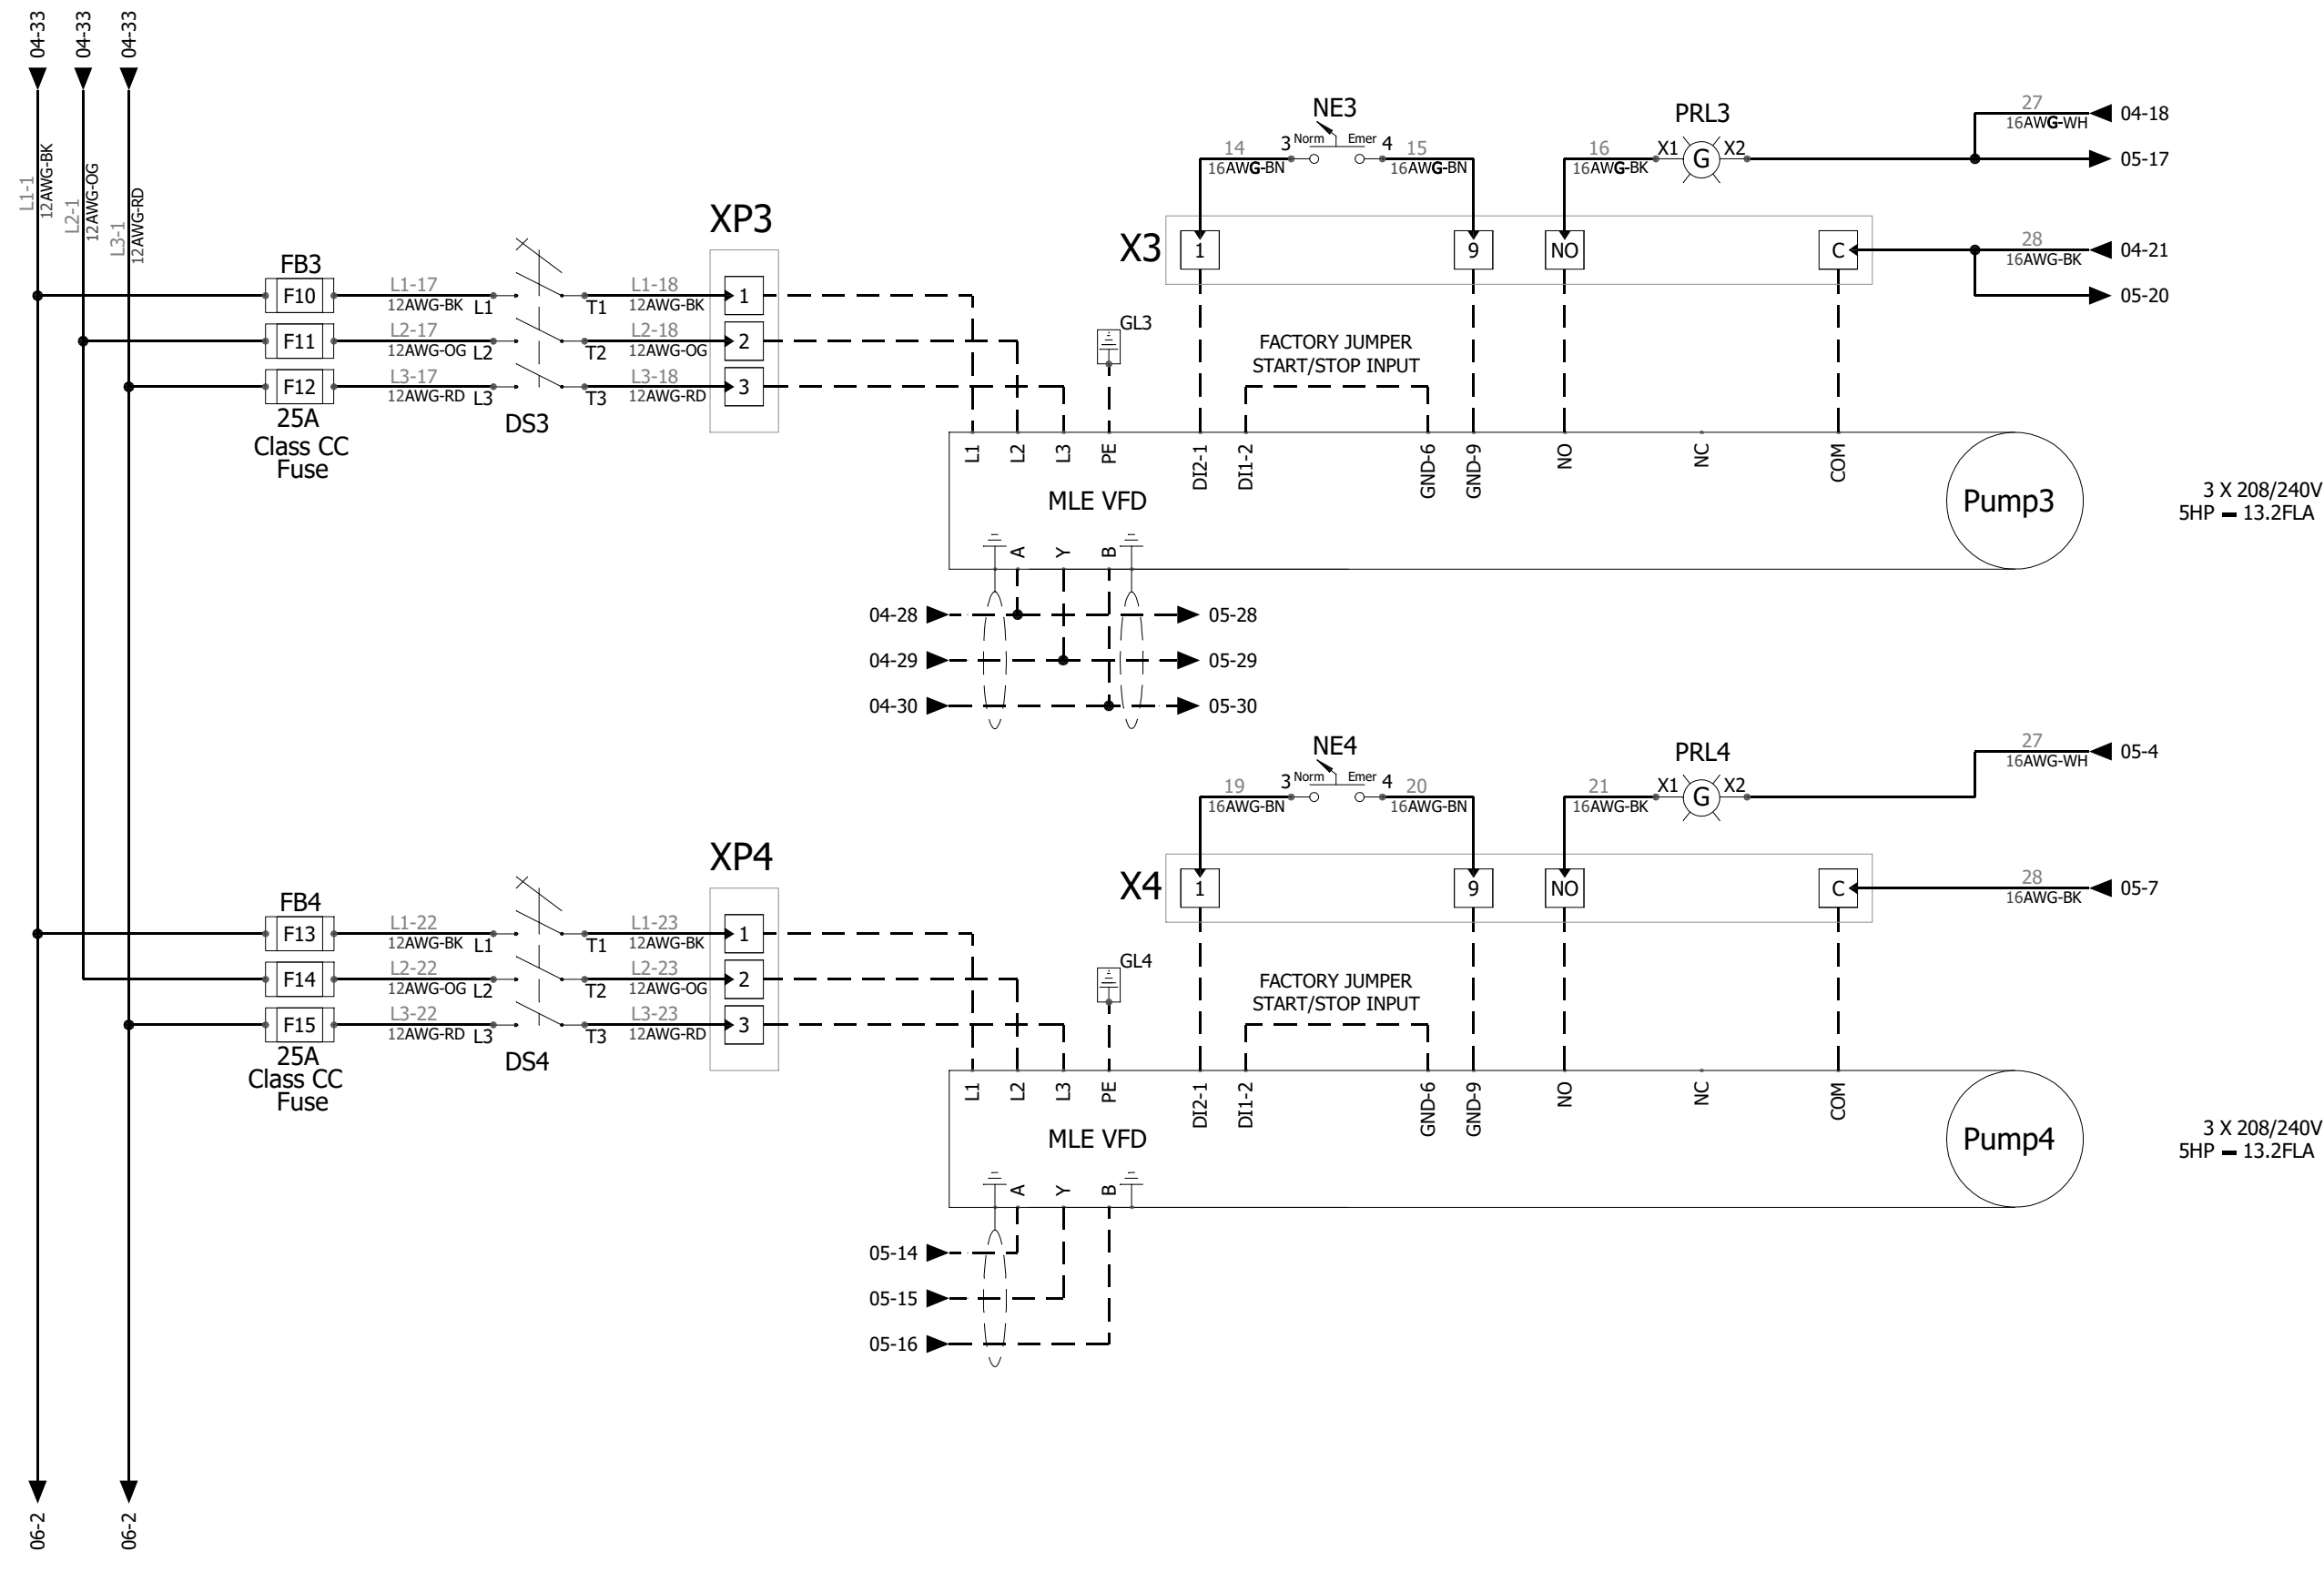 04-33
04-33
04-33
L1-1
12AWG-BK
L2-1
12AWG-OG
L3-1
12AWG-RD
NE3
PRL3
27
16AWG-WH
04-18
14
16AWG-BN
3 Norm Emer 4
15
16AWG-BN
16
16AWG-BK
X1 G X2
05-17
XP3
X3
1
9
NO
C
28
16AWG-BK
04-21
05-20
FB3
F10
L1-17
12AWG-BK L1
T1
L1-18
12AWG-BK
1
F11
L2-17
12AWG-OG L2
T2
L2-18
12AWG-OG
2
F12
L3-17
12AWG-RD L3
T3
L3-18
12AWG-RD
3
25A
Class CC
Fuse
DS3
GL3
FACTORY JUMPER
START/STOP INPUT
L1
L2
L3
PE
DI2-1
DI1-2
GND-6
GND-9
NO
NC
COM
MLE VFD
Pump3
3 X 208/240V
5HP - 13.2FLA
A
Y
B
04-28
05-28
04-29
05-29
04-30
05-30
NE4
PRL4
27
16AWG-WH
05-4
19
16AWG-BN
3 Norm Emer 4
20
16AWG-BN
21
16AWG-BK
X1 G X2
XP4
X4
1
9
NO
C
28
16AWG-BK
05-7
FB4
F13
L1-22
12AWG-BK L1
T1
L1-23
12AWG-BK
1
F14
L2-22
12AWG-OG L2
T2
L2-23
12AWG-OG
2
F15
L3-22
12AWG-RD L3
T3
L3-23
12AWG-RD
3
25A
Class CC
Fuse
DS4
GL4
FACTORY JUMPER
START/STOP INPUT
L1
L2
L3
PE
DI2-1
DI1-2
GND-6
GND-9
NO
NC
COM
MLE VFD
Pump4
3 X 208/240V
5HP - 13.2FLA
A
Y
B
05-14
05-15
05-16
06-2
06-2